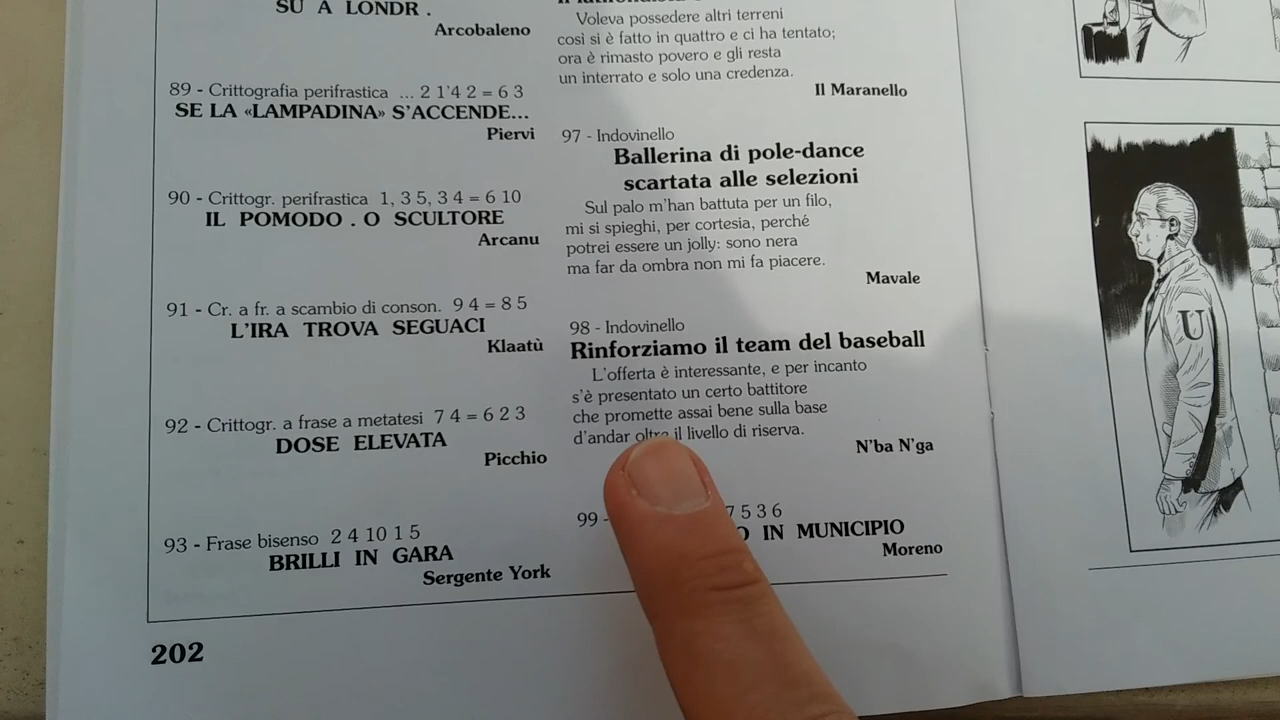 SU A LONDR .
Arcobaleno
89 - Crittografia perifrastica ... 2 1'4 2 = 6 3
SE LA «LAMPADINA» S'ACCENDE...
Piervi
90 - Crittogr. perifrastica 1, 3 5, 3 4 = 6 10
IL POMODO . O SCULTORE
Arcanu
91 - Cr. a fr. a scambio di conson. 9 4 = 8 5
L'IRA TROVA SEGUACI
Klaatù
92 - Crittogr. a frase a metatesi 7 4 = 6 2 3
DOSE ELEVATA
Picchio
93 - Frase bisenso 2 4 10 1 5
BRILLI IN GARA
Sergente York
202
Voleva possedere altri terreni
così si è fatto in quattro e ci ha tentato;
ora è rimasto povero e gli resta
un interrato e solo una credenza.
Il Maranello
97 - Indovinello
Ballerina di pole-dance
scartata alle selezioni
Sul palo m'han battuta per un filo,
mi si spieghi, per cortesia, perché
potrei essere un jolly: sono nera
ma far da ombra non mi fa piacere.
Mavale
98 - Indovinello
Rinforziamo il team del baseball
L'offerta è interessante, e per incanto
s'è presentato un certo battitore
che promette assai bene sulla base
d'andar oltre il livello di riserva.
N'ba N'ga
99 - 7 5 3 6
IN MUNICIPIO
Moreno
U